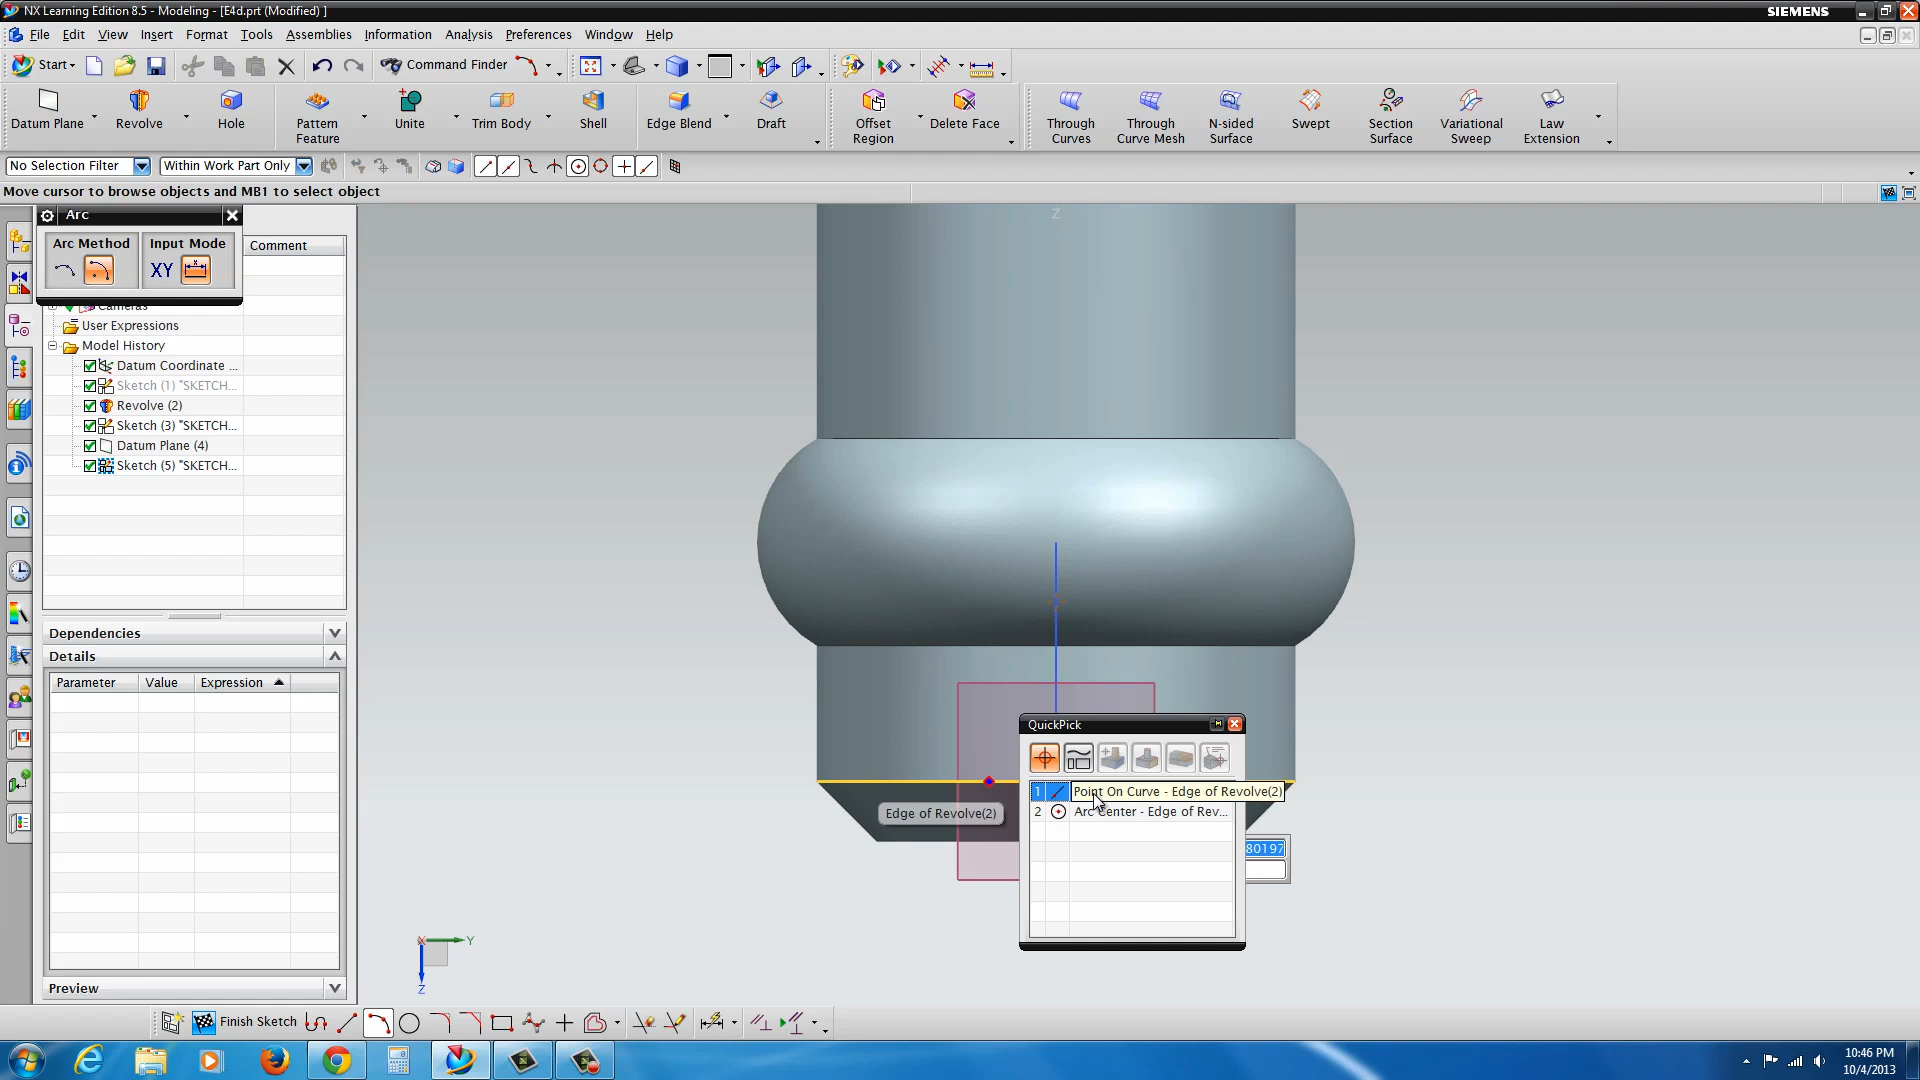 NX Learning Edition 8.5 - Modeling - [E4d.prt (Modified) ]
SIEMENS
File Edit View Insert Format Tools Assemblies Information Analysis Preferences Window Help
Start Command Finder
Datum Plane Revolve Hole Pattern Feature Unite Trim Body Shell Edge Blend Draft Offset Region Delete Face Through Curves Through Curve Mesh N-sided Surface Swept Section Surface Variational Sweep Law Extension
No Selection Filter Within Work Part Only
Move cursor to browse objects and MB1 to select object
Arc
Arc Method Input Mode
XY
Comment
Cameras
User Expressions
Model History
Datum Coordinate ...
Sketch (1) "SKETCH...
Revolve (2)
Sketch (3) "SKETCH...
Datum Plane (4)
Sketch (5) "SKETCH...
Dependencies
Details
Parameter Value Expression
Preview
Z
QuickPick
1 Point On Curve - Edge of Revolve(2)
2 Arc Center - Edge of Rev...
Edge of Revolve(2)
80197
X Y
Z
Finish Sketch
10:46 PM
10/4/2013